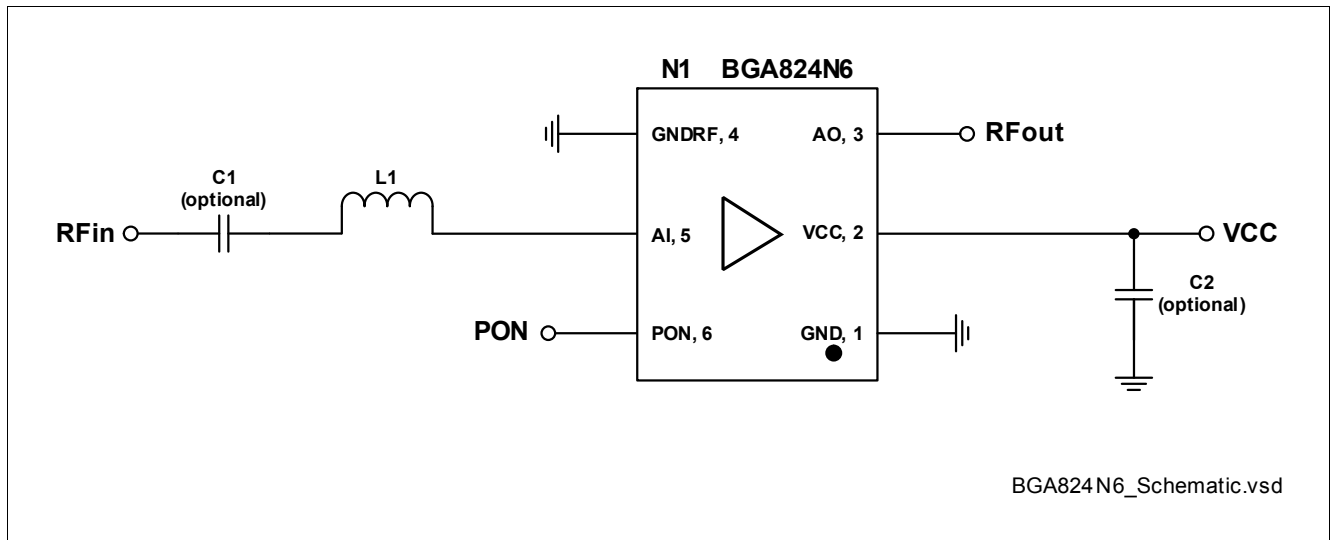 N1 BGA824N6
GNDRF, 4
AO, 3
RFout
C1
(optional)
L1
RFin
AI, 5
VCC, 2
VCC
C2
(optional)
PON
PON, 6
GND, 1
BGA824N6_Schematic.vsd